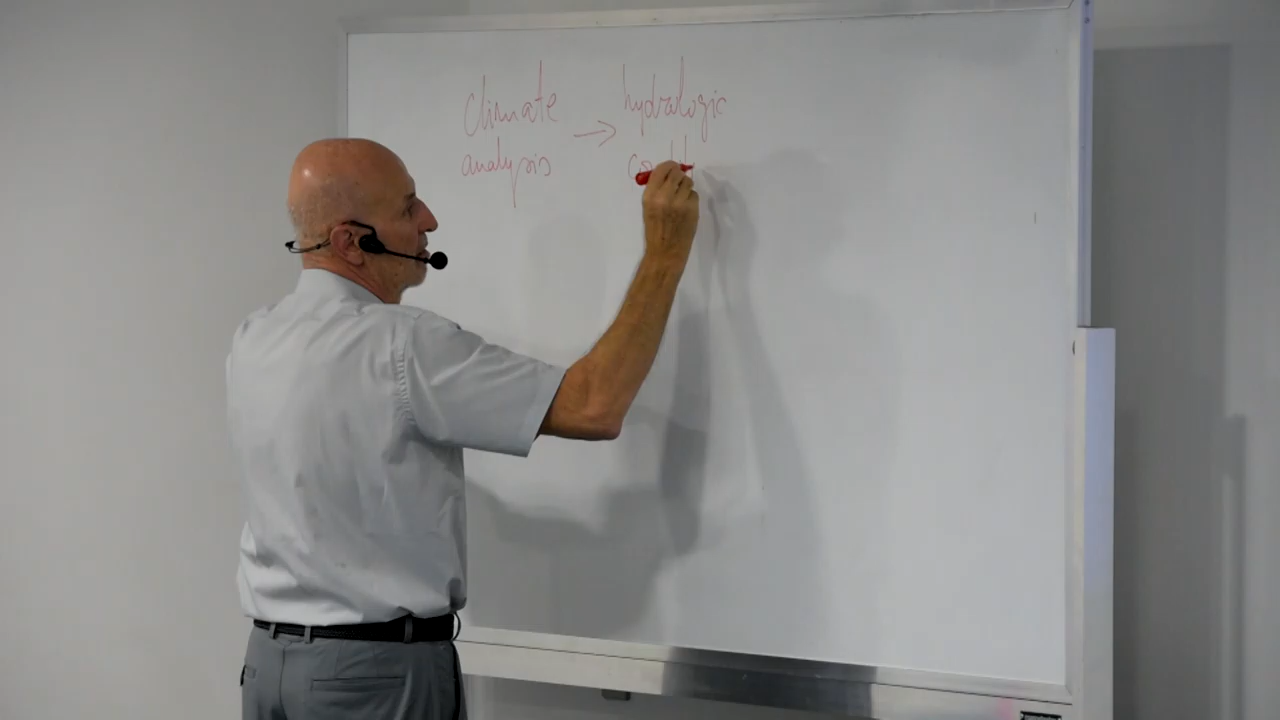 climate
analysis
→
hydrologic